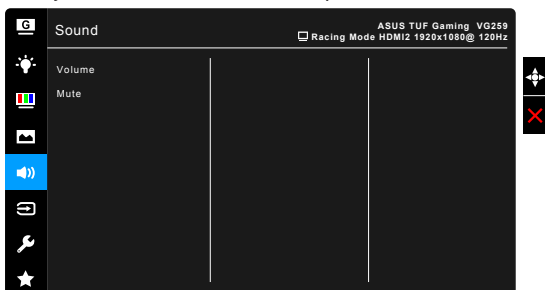 G
Sound
ASUS TUF Gaming VG259
Racing Mode HDMI2 1920x1080@ 120Hz
Volume
Mute